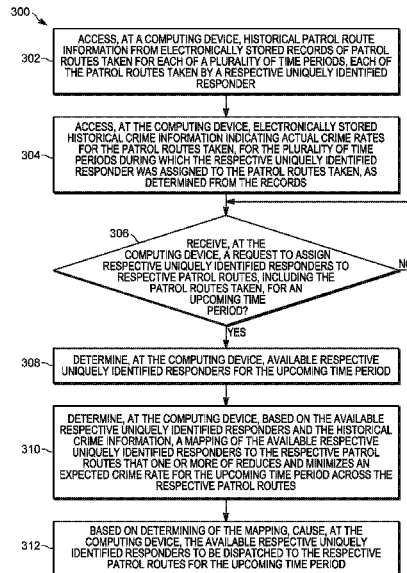 300
302
ACCESS, AT A COMPUTING DEVICE, HISTORICAL PATROL ROUTE
INFORMATION FROM ELECTRONICALLY STORED RECORDS OF PATROL
ROUTES TAKEN FOR EACH OF A PLURALITY OF TIME PERIODS, EACH OF
THE PATROL ROUTES TAKEN BY A RESPECTIVE UNIQUELY IDENTIFIED
RESPONDER
304
ACCESS, AT THE COMPUTING DEVICE, ELECTRONICALLY STORED
HISTORICAL CRIME INFORMATION INDICATING ACTUAL CRIME RATES
FOR THE PATROL ROUTES TAKEN, FOR THE PLURALITY OF TIME
PERIODS DURING WHICH THE RESPECTIVE UNIQUELY IDENTIFIED
RESPONDER WAS ASSIGNED TO THE PATROL ROUTES TAKEN, AS
DETERMINED FROM THE RECORDS
306
RECEIVE, AT THE
COMPUTING DEVICE, A REQUEST TO ASSIGN
RESPECTIVE UNIQUELY IDENTIFIED RESPONDERS TO
RESPECTIVE PATROL ROUTES, INCLUDING THE
PATROL ROUTES TAKEN, FOR AN
UPCOMING TIME
PERIOD?
NO
YES
308
DETERMINE, AT THE COMPUTING DEVICE, AVAILABLE RESPECTIVE
UNIQUELY IDENTIFIED RESPONDERS FOR THE UPCOMING TIME PERIOD
310
DETERMINE, AT THE COMPUTING DEVICE, BASED ON THE AVAILABLE
RESPECTIVE UNIQUELY IDENTIFIED RESPONDERS AND THE HISTORICAL
CRIME INFORMATION, A MAPPING OF THE AVAILABLE RESPECTIVE
UNIQUELY IDENTIFIED RESPONDERS TO THE RESPECTIVE PATROL
ROUTES THAT ONE OR MORE OF REDUCES AND MINIMIZES AN
EXPECTED CRIME RATE FOR THE UPCOMING TIME PERIOD ACROSS THE
RESPECTIVE PATROL ROUTES
312
BASED ON DETERMINING OF THE MAPPING, CAUSE, AT THE
COMPUTING DEVICE, THE AVAILABLE RESPECTIVE UNIQUELY
IDENTIFIED RESPONDERS TO BE DISPATCHED TO THE RESPECTIVE
PATROL ROUTES FOR THE UPCOMING TIME PERIOD